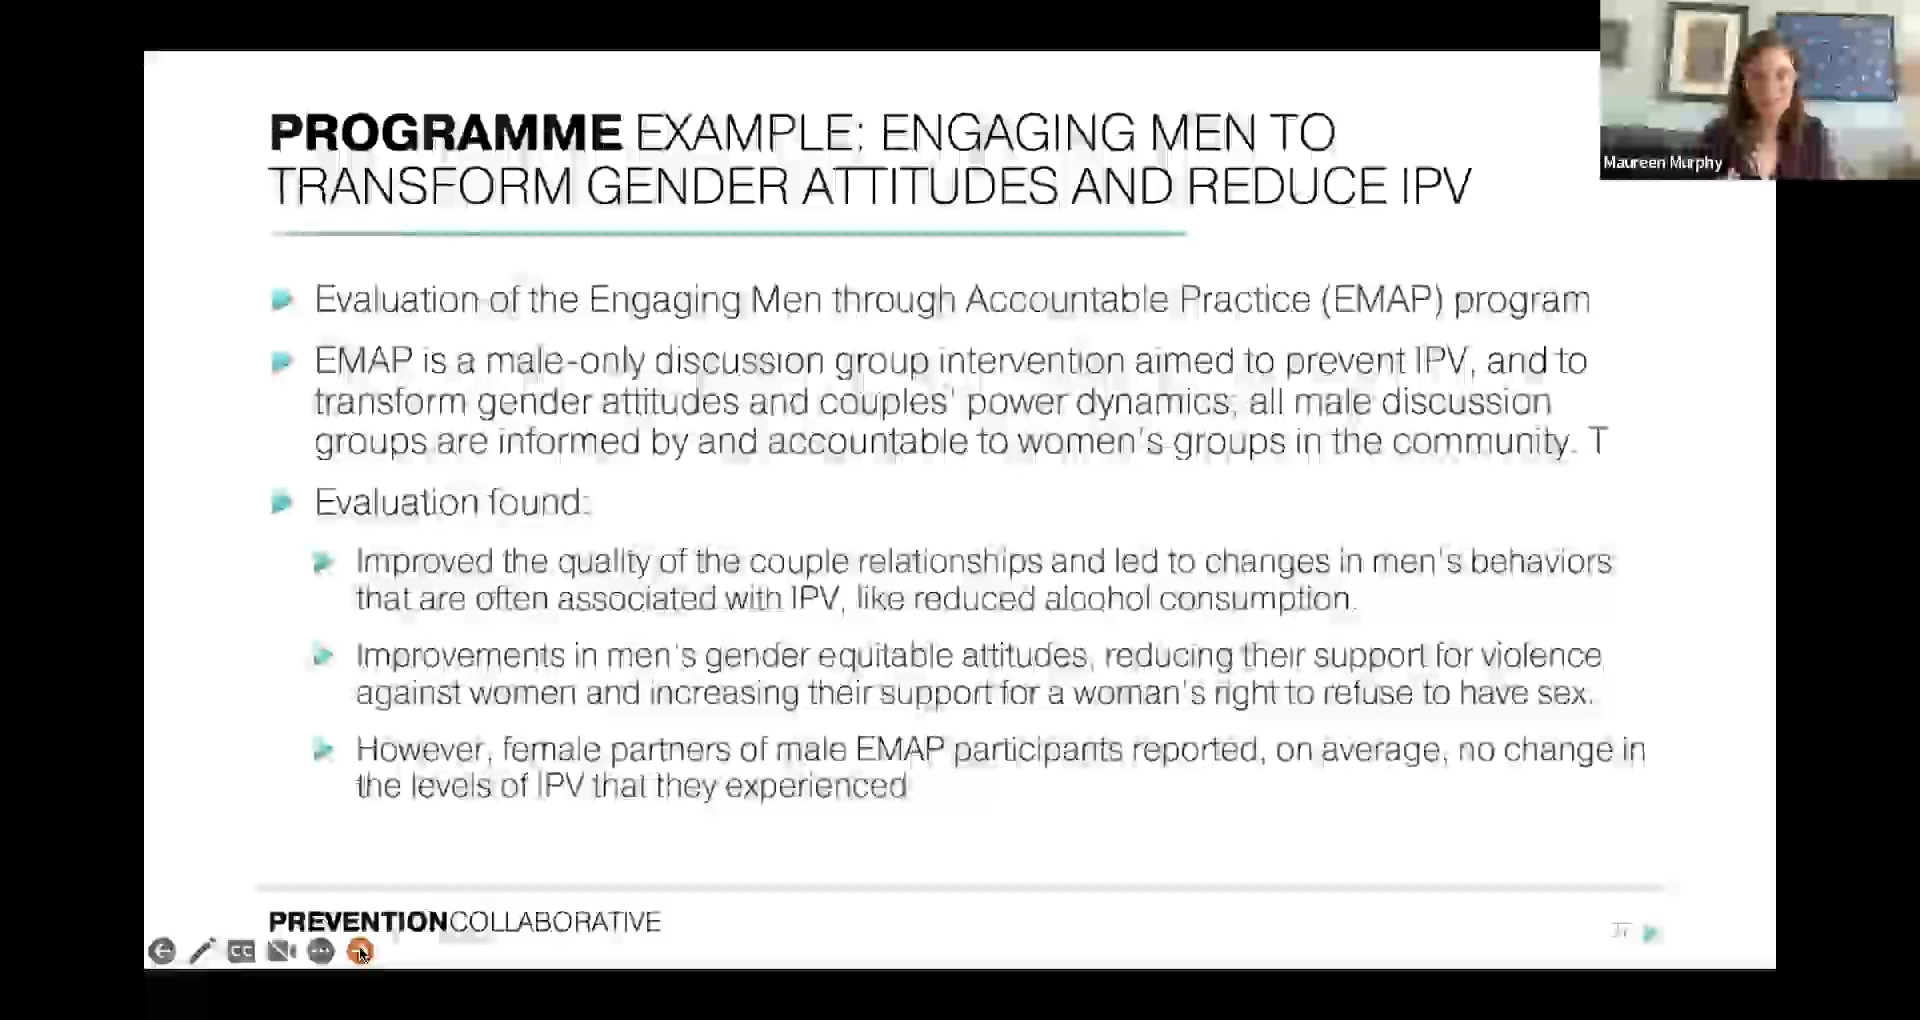 PROGRAMME EXAMPLE: ENGAGING MEN TO
TRANSFORM GENDER ATTITUDES AND REDUCE IPV
Maureen Murphy
Evaluation of the Engaging Men through Accountable Practice (EMAP) program
EMAP is a male-only discussion group intervention aimed to prevent IPV, and to
transform gender attitudes and couples' power dynamics; all male discussion
groups are informed by and accountable to women's groups in the community. T
Evaluation found:
Improved the quality of the couple relationships and led to changes in men's behaviors
that are often associated with IPV, like reduced alcohol consumption.
Improvements in men's gender equitable attitudes, reducing their support for violence
against women and increasing their support for a woman's right to refuse to have sex.
However, female partners of male EMAP participants reported, on average, no change in
the levels of IPV that they experienced
PREVENTIONCOLLABORATIVE
CC